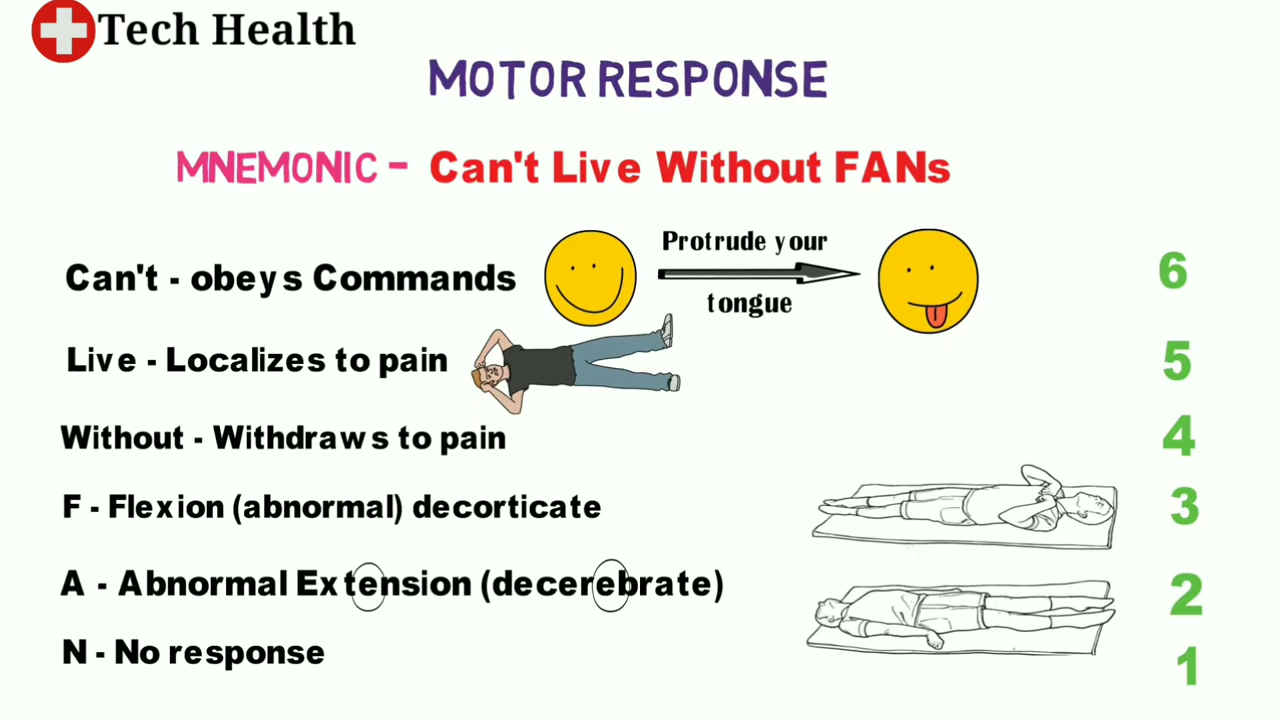 Tech Health
MOTOR RESPONSE
MNEMONIC - Can't Live Without FANs
Can't - obeys Commands
Protrude your
tongue
6
Live - Localizes to pain
5
Without - Withdraws to pain
4
F - Flexion (abnormal) decorticate
3
A - Abnormal Extension (decerebrate)
2
N - No response
1